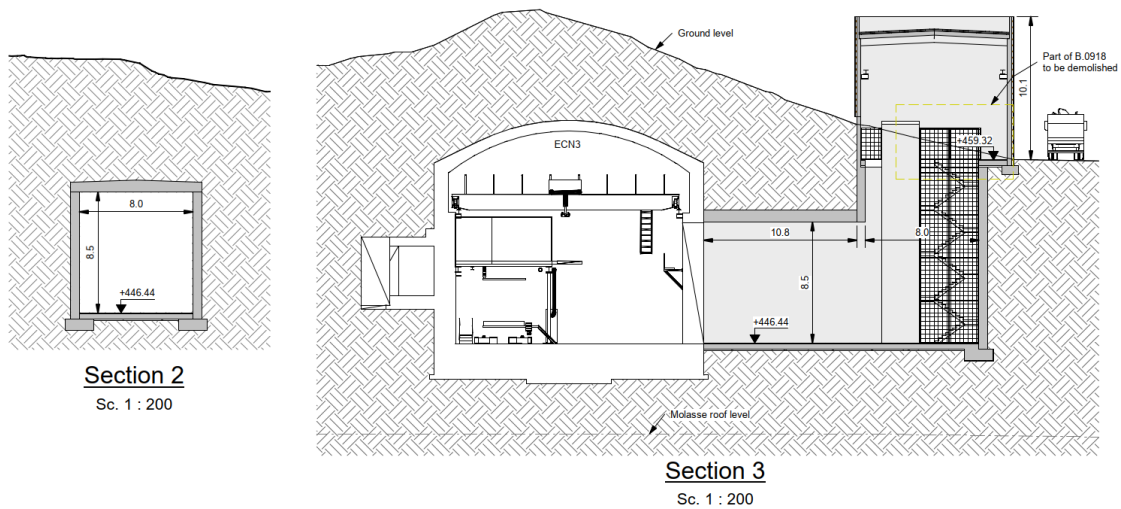 8.0
8.5
+446.44
Section 2
Sc. 1 : 200
Ground level
Part of B.0918
to be demolished
10.1
+459.32
ECN3
10.8
8.0
8.5
+446.44
Molasse roof level
Section 3
Sc. 1 : 200